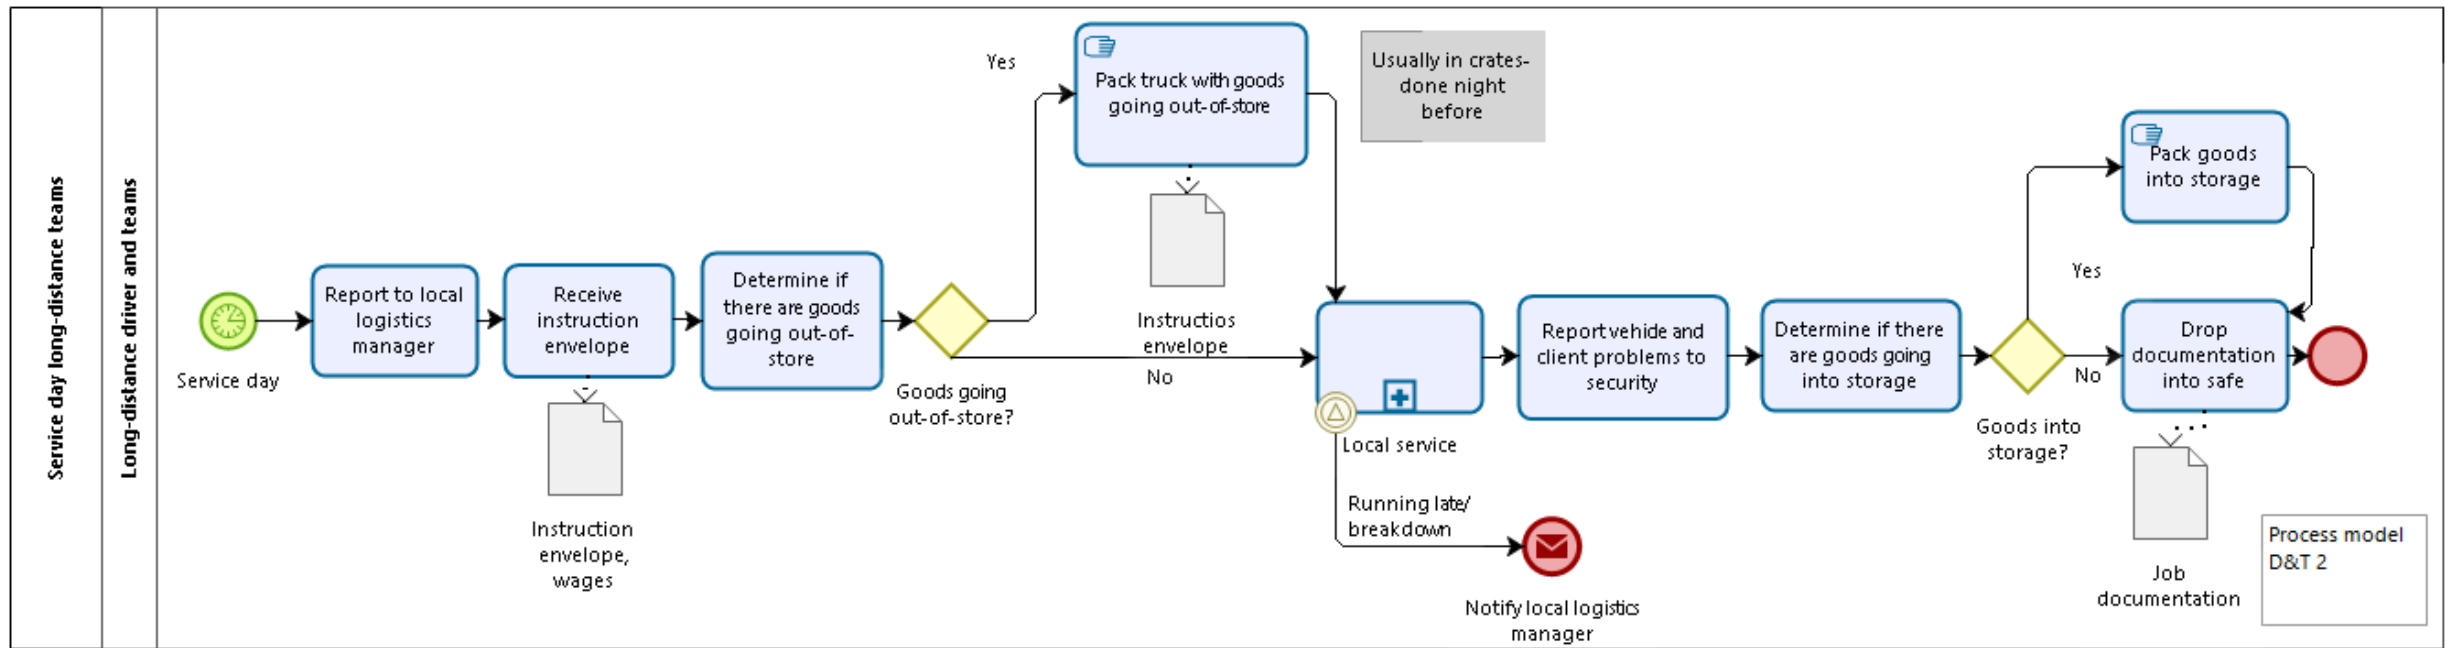 Service day long-distance teams
Long-distance driver and teams
Service day
Report to local
logistics
manager
Receive
instruction
envelope
Instruction
envelope,
wages
Determine if
there are goods
going out-of-
store
Goods going
out-of-store?
Yes
No
Pack truck with goods
going out-of-store
Instructios
envelope
Usually in crates-
done night
before
Local service
Running late/
breakdown
Notify local logistics
manager
Report vehide and
client problems to
security
Determine if there
are goods going
into storage
Goods into
storage?
Yes
No
Pack goods
into storage
Drop
documentation
into safe
Job
documentation
Process model
D&T 2